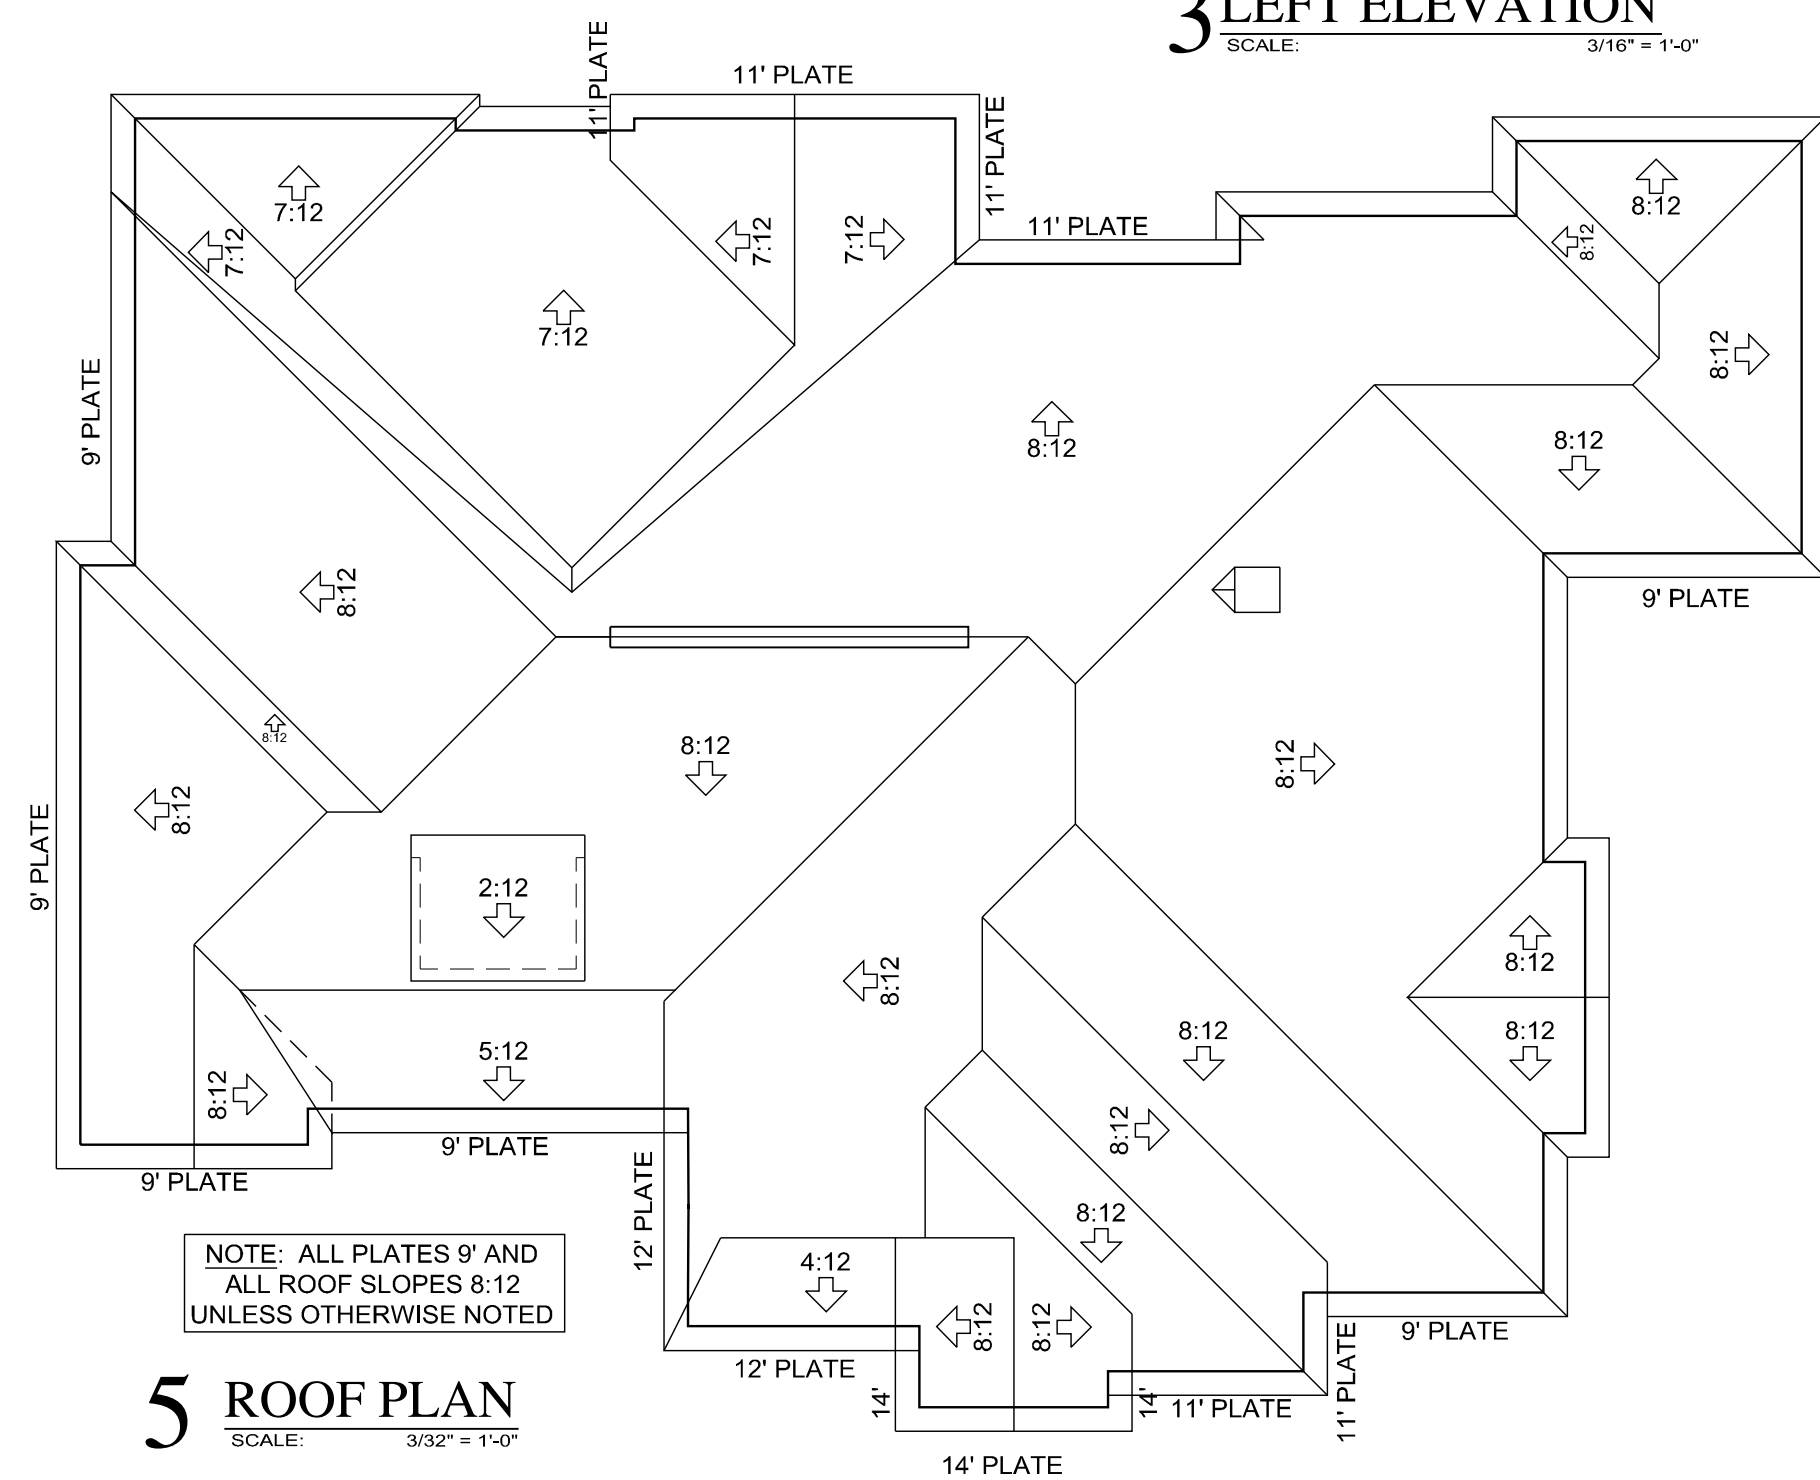 3 LEFT ELEVATION
SCALE: 3/16" = 1'-0"
11' PLATE
11' PLATE
11' PLATE
11' PLATE
7:12
7:12
7:12
7:12
7:12
8:12
8:12
8:12
8:12
8:12
9' PLATE
9' PLATE
8:12
8:12
8:12
8:12
8:12
9' PLATE
2:12
8:12
8:12
8:12
8:12
5:12
8:12
8:12
9' PLATE
9' PLATE
12' PLATE
8:12
4:12
8:12
8:12
12' PLATE
14'
14'
14' PLATE
11' PLATE
11' PLATE
9' PLATE
NOTE: ALL PLATES 9' AND
ALL ROOF SLOPES 8:12
UNLESS OTHERWISE NOTED
5 ROOF PLAN
SCALE: 3/32" = 1'-0"